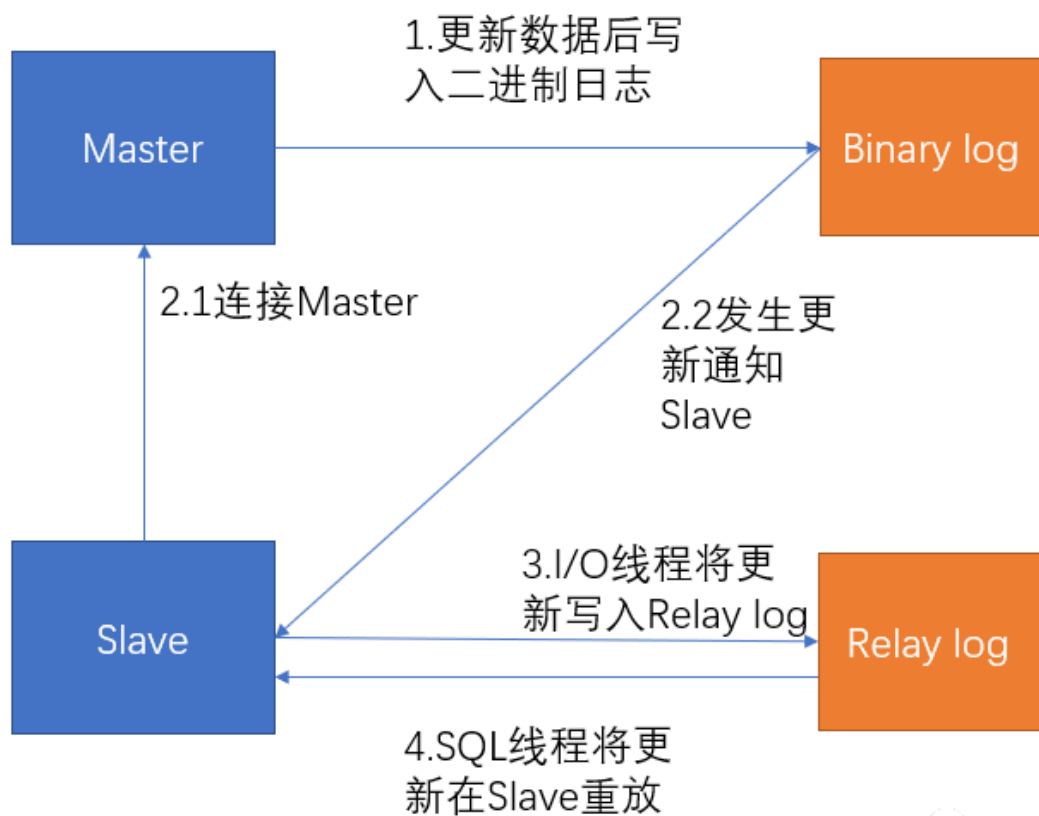 1.更新数据后写
入二进制日志
Master
Binary log
2.1连接Master
2.2发生更
新通知
Slave
3.I/O线程将更
新写入Relay log
Slave
Relay log
4.SQL线程将更
新在Slave重放